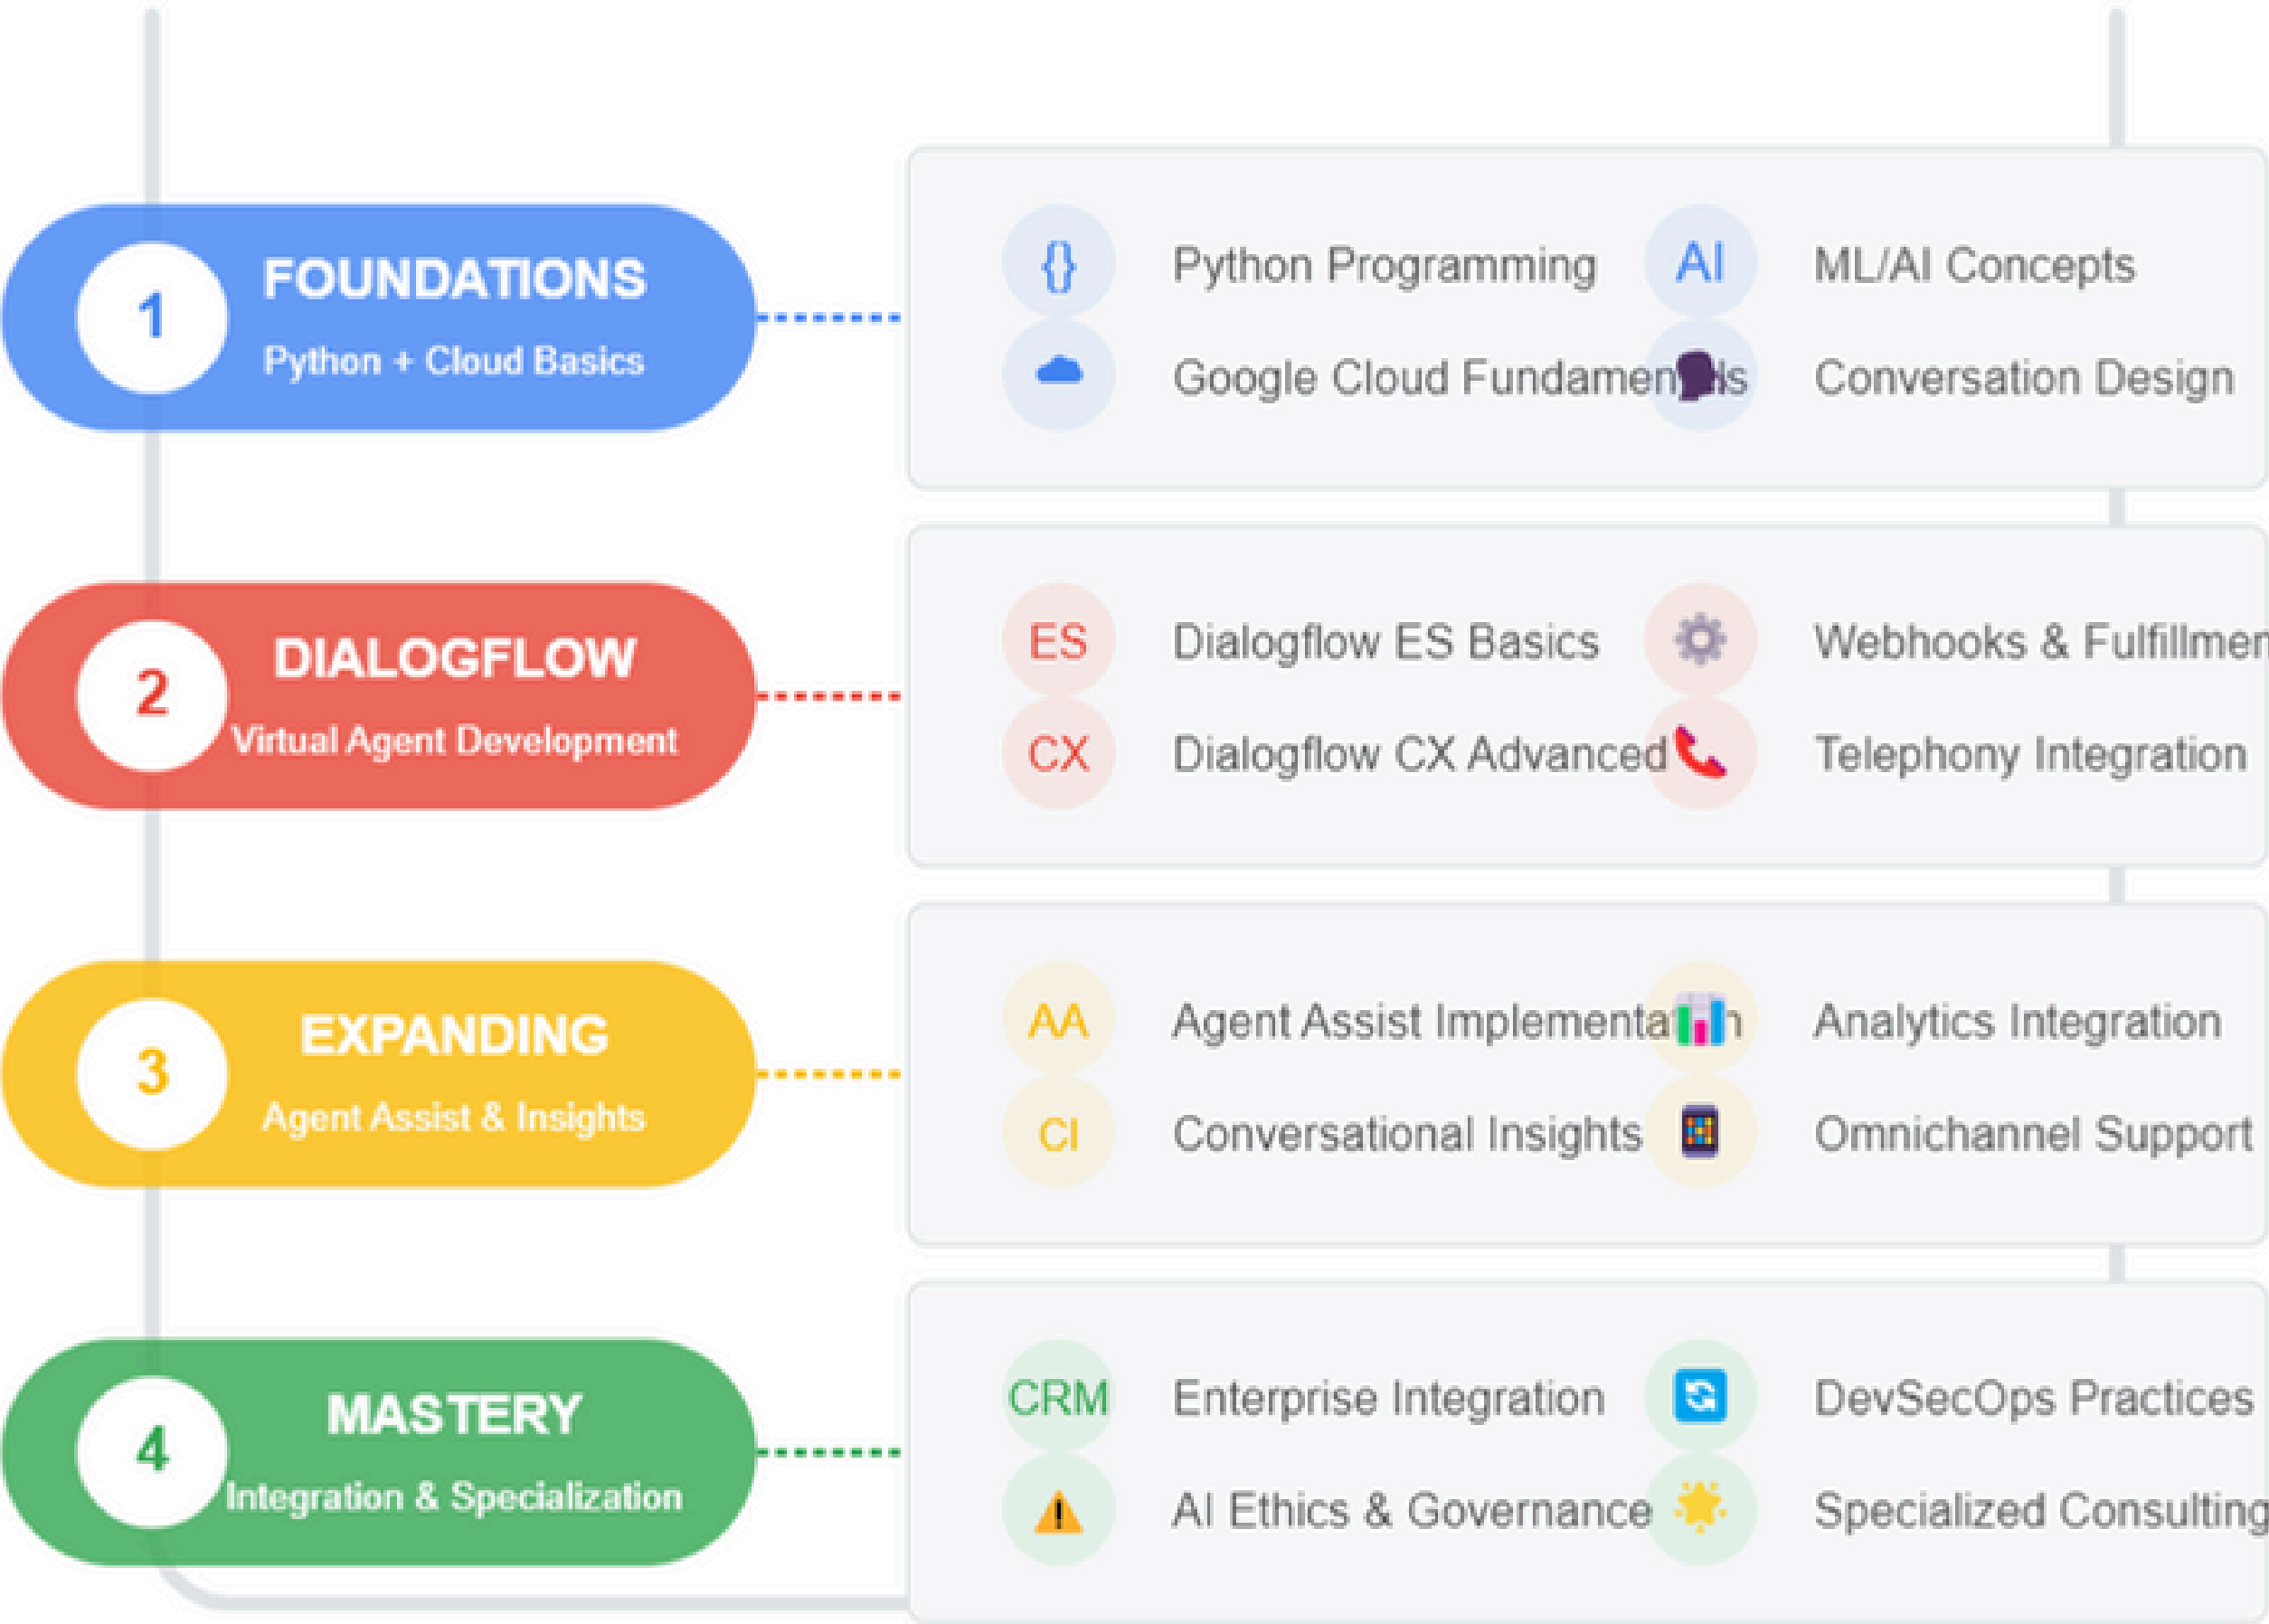 1
FOUNDATIONS
Python + Cloud Basics
{} Python Programming
AI ML/AI Concepts
Google Cloud Fundamen ls
Conversation Design
2
DIALOGFLOW
Virtual Agent Development
ES Dialogflow ES Basics
Webhooks & Fulfillmen
CX Dialogflow CX Advanced
Telephony Integration
3
EXPANDING
Agent Assist & Insights
AA Agent Assist Implementat n
Analytics Integration
CI Conversational Insights
Omnichannel Support
4
MASTERY
Integration & Specialization
CRM Enterprise Integration
DevSecOps Practices
AI Ethics & Governance
Specialized Consulting